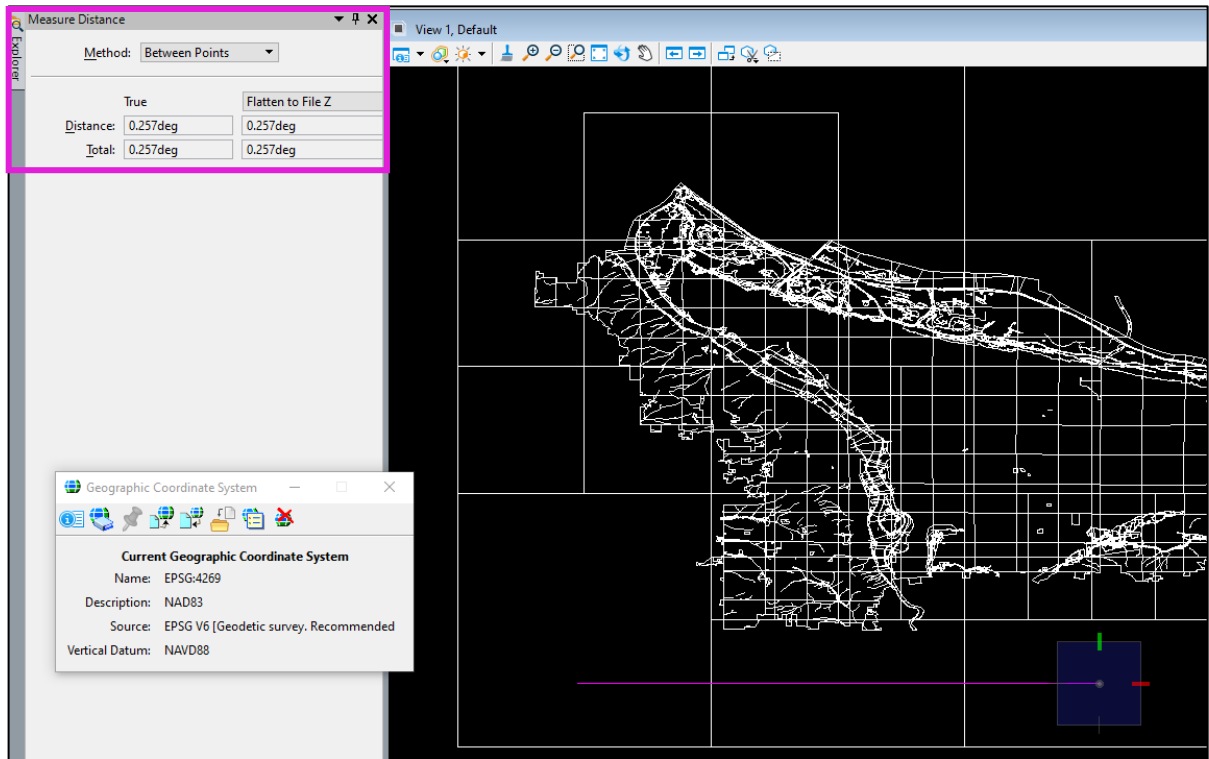 Measure Distance
Explorer
Method: Between Points
True Flatten to File Z
Distance: 0.257deg 0.257deg
Total: 0.257deg 0.257deg
View 1, Default
Geographic Coordinate System
Current Geographic Coordinate System
Name: EPSG:4269
Description: NAD83
Source: EPSG V6 [Geodetic survey. Recommended
Vertical Datum: NAVD88